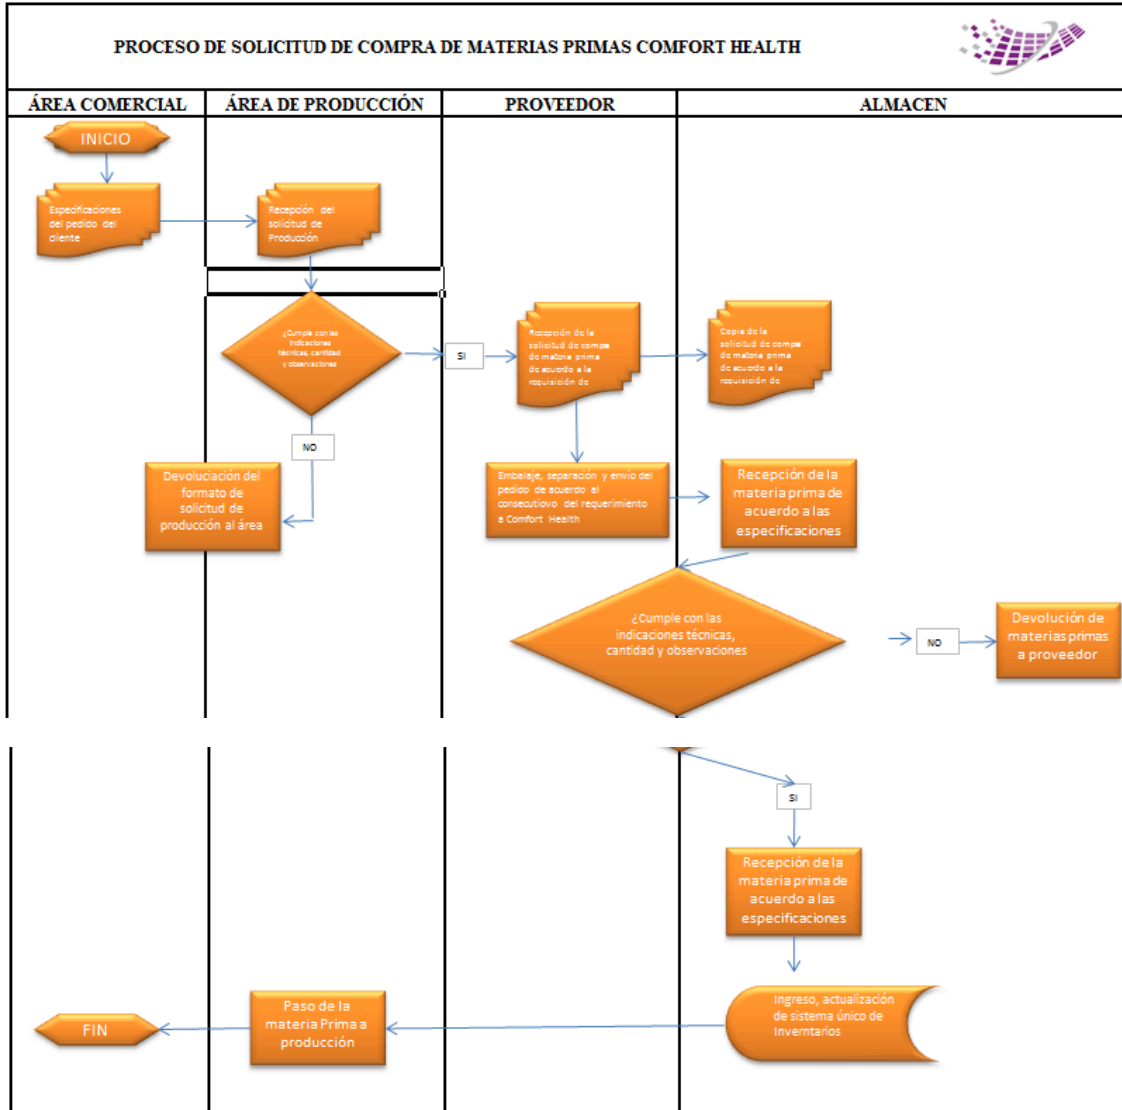 PROCESO DE SOLICITUD DE COMPRA DE MATERIAS PRIMAS COMFORT HEALTH
ÁREA COMERCIAL
ÁREA DE PRODUCCIÓN
PROVEEDOR
ALMACEN
INICIO
Especificaciones
del pedido del
cliente
Recepción del
solicitud de
Producción
¿Cumple con las
indicaciones
técnicas, cantidad
y observaciones
SI
Recepción de la
solicitud de compa
de materia prima
de acuerdo a la
requisición de
Copia de la
solicitud de compa
de materia prima
de acuerdo a la
requisición de
NO
Devoluciación del
formato de
solicitud de
producción al área
Embalaje, separación y envío del
pedido de acuerdo al
consecutiovo del requerimiento
a Comfort Health
Recepción de la
materia prima de
acuerdo a las
especificaciones
¿Cumple con las
indicaciones técnicas,
cantidad y observaciones
NO
Devolución de
materias primas
a proveedor
SI
Recepción de la
materia prima de
acuerdo a las
especificaciones
Ingreso, actualización
de sistema único de
Inverntarios
Paso de la
materia Prima a
producción
FIN